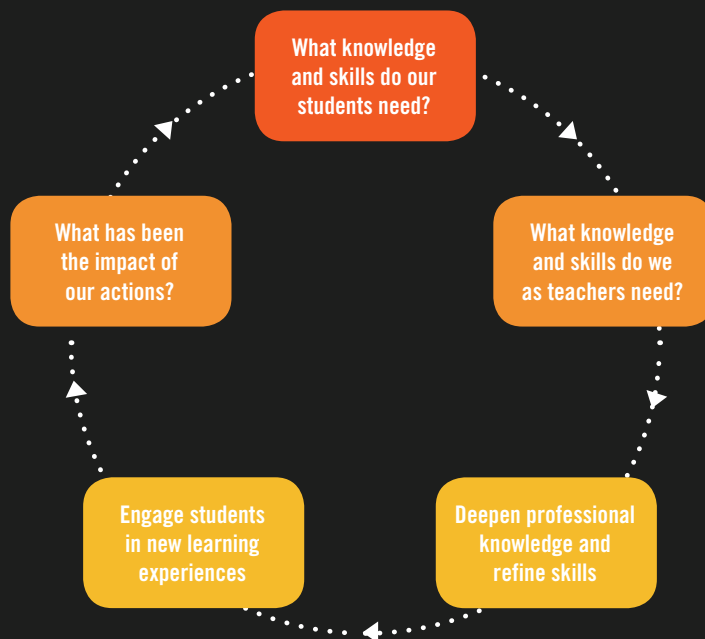 What knowledge
and skills do our
students need?
What knowledge
and skills do we
as teachers need?
Deepen professional
knowledge and
refine skills
Engage students
in new learning
experiences
What has been
the impact of
our actions?